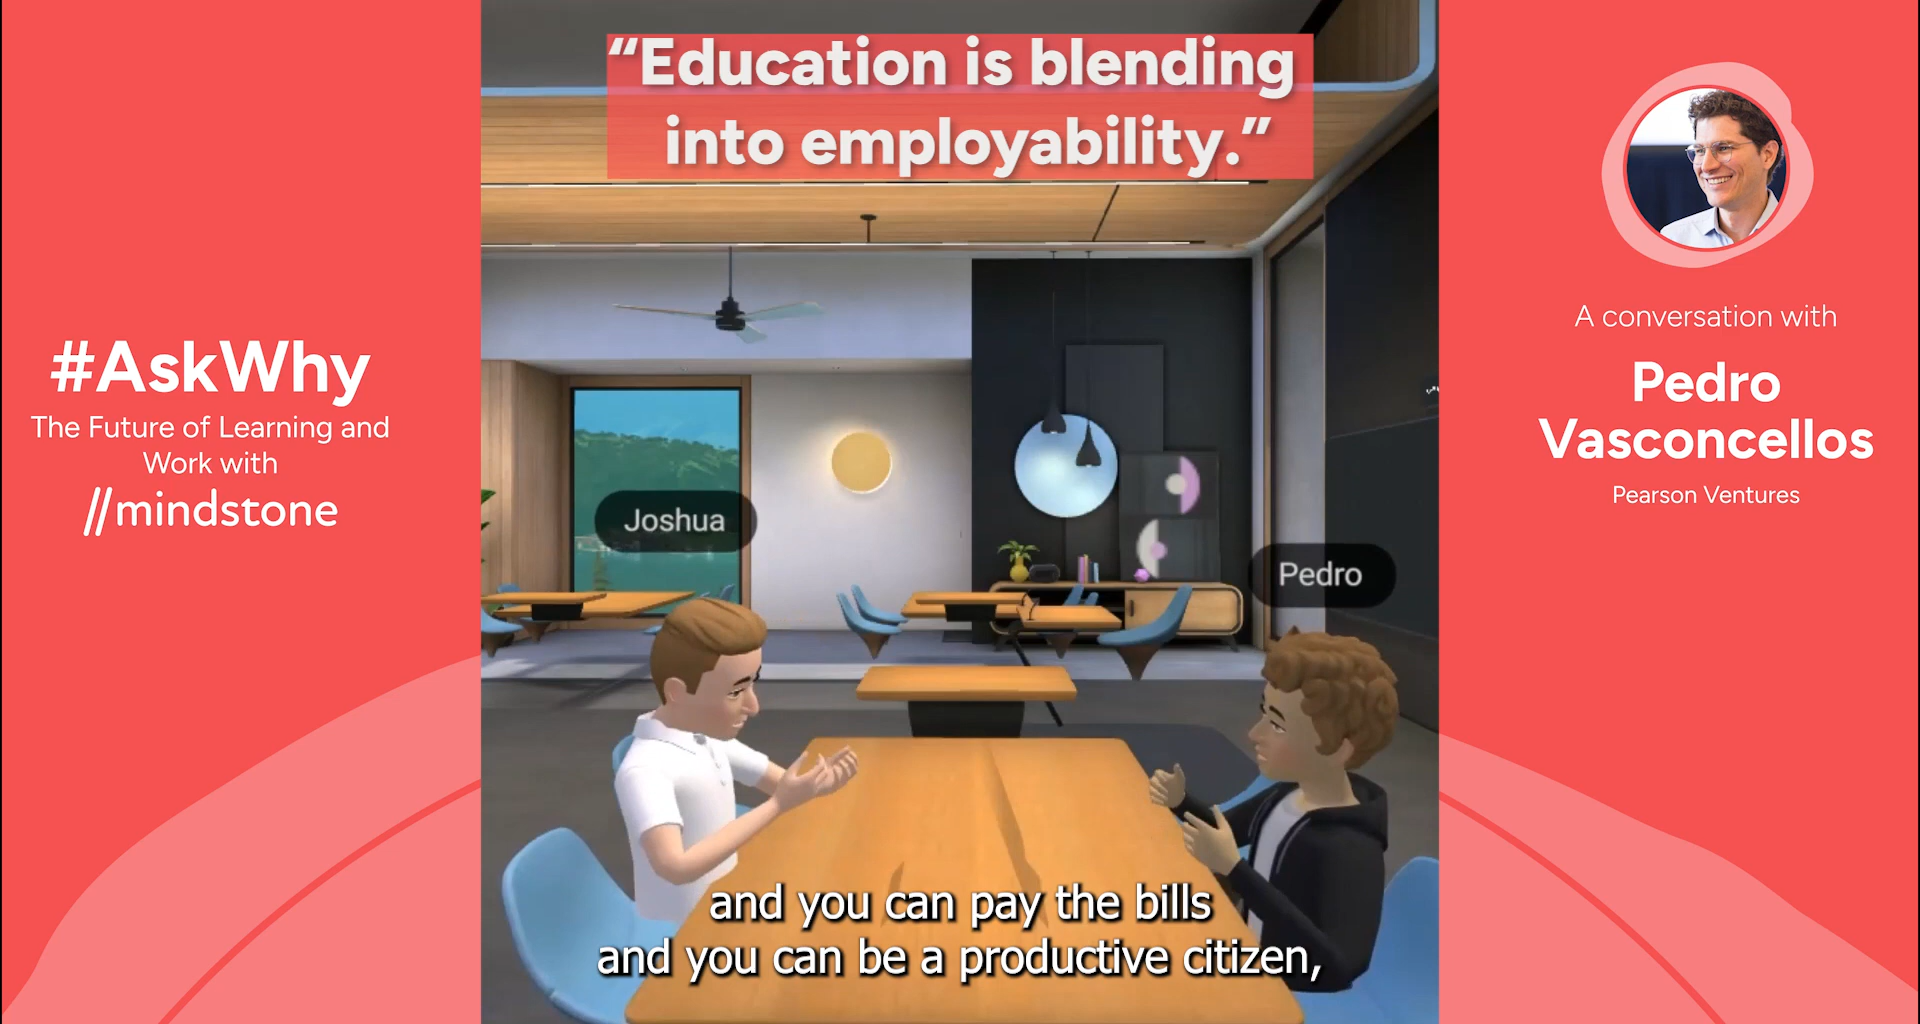 “Education is blending
into employability.”
#AskWhy
The Future of Learning and
Work with
//mindstone
A conversation with
Pedro
Vasconcellos
Pearson Ventures
Joshua
Pedro
and you can pay the bills
and you can be a productive citizen,